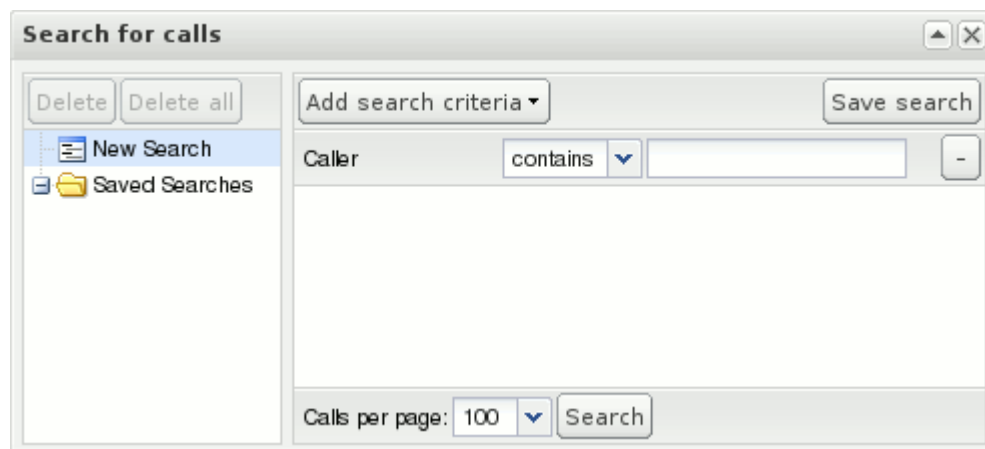 Search for calls
Delete Delete all
New Search
Saved Searches
Add search criteria Save search
Caller contains -
Calls per page: 100 Search